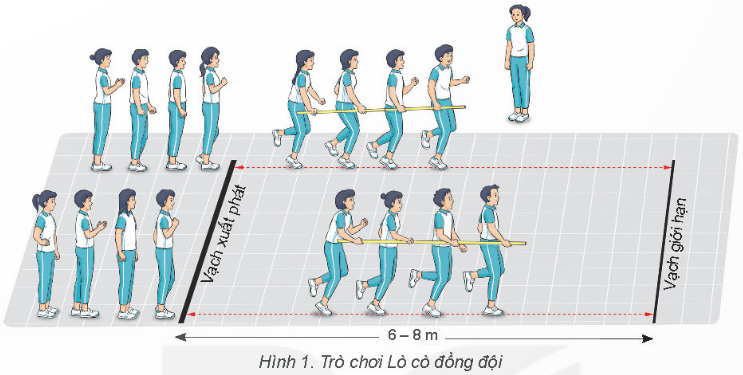 Vạch xuất phát
Vạch giới hạn
6 – 8 m
Hình 1. Trò chơi Lò cò đồng đội